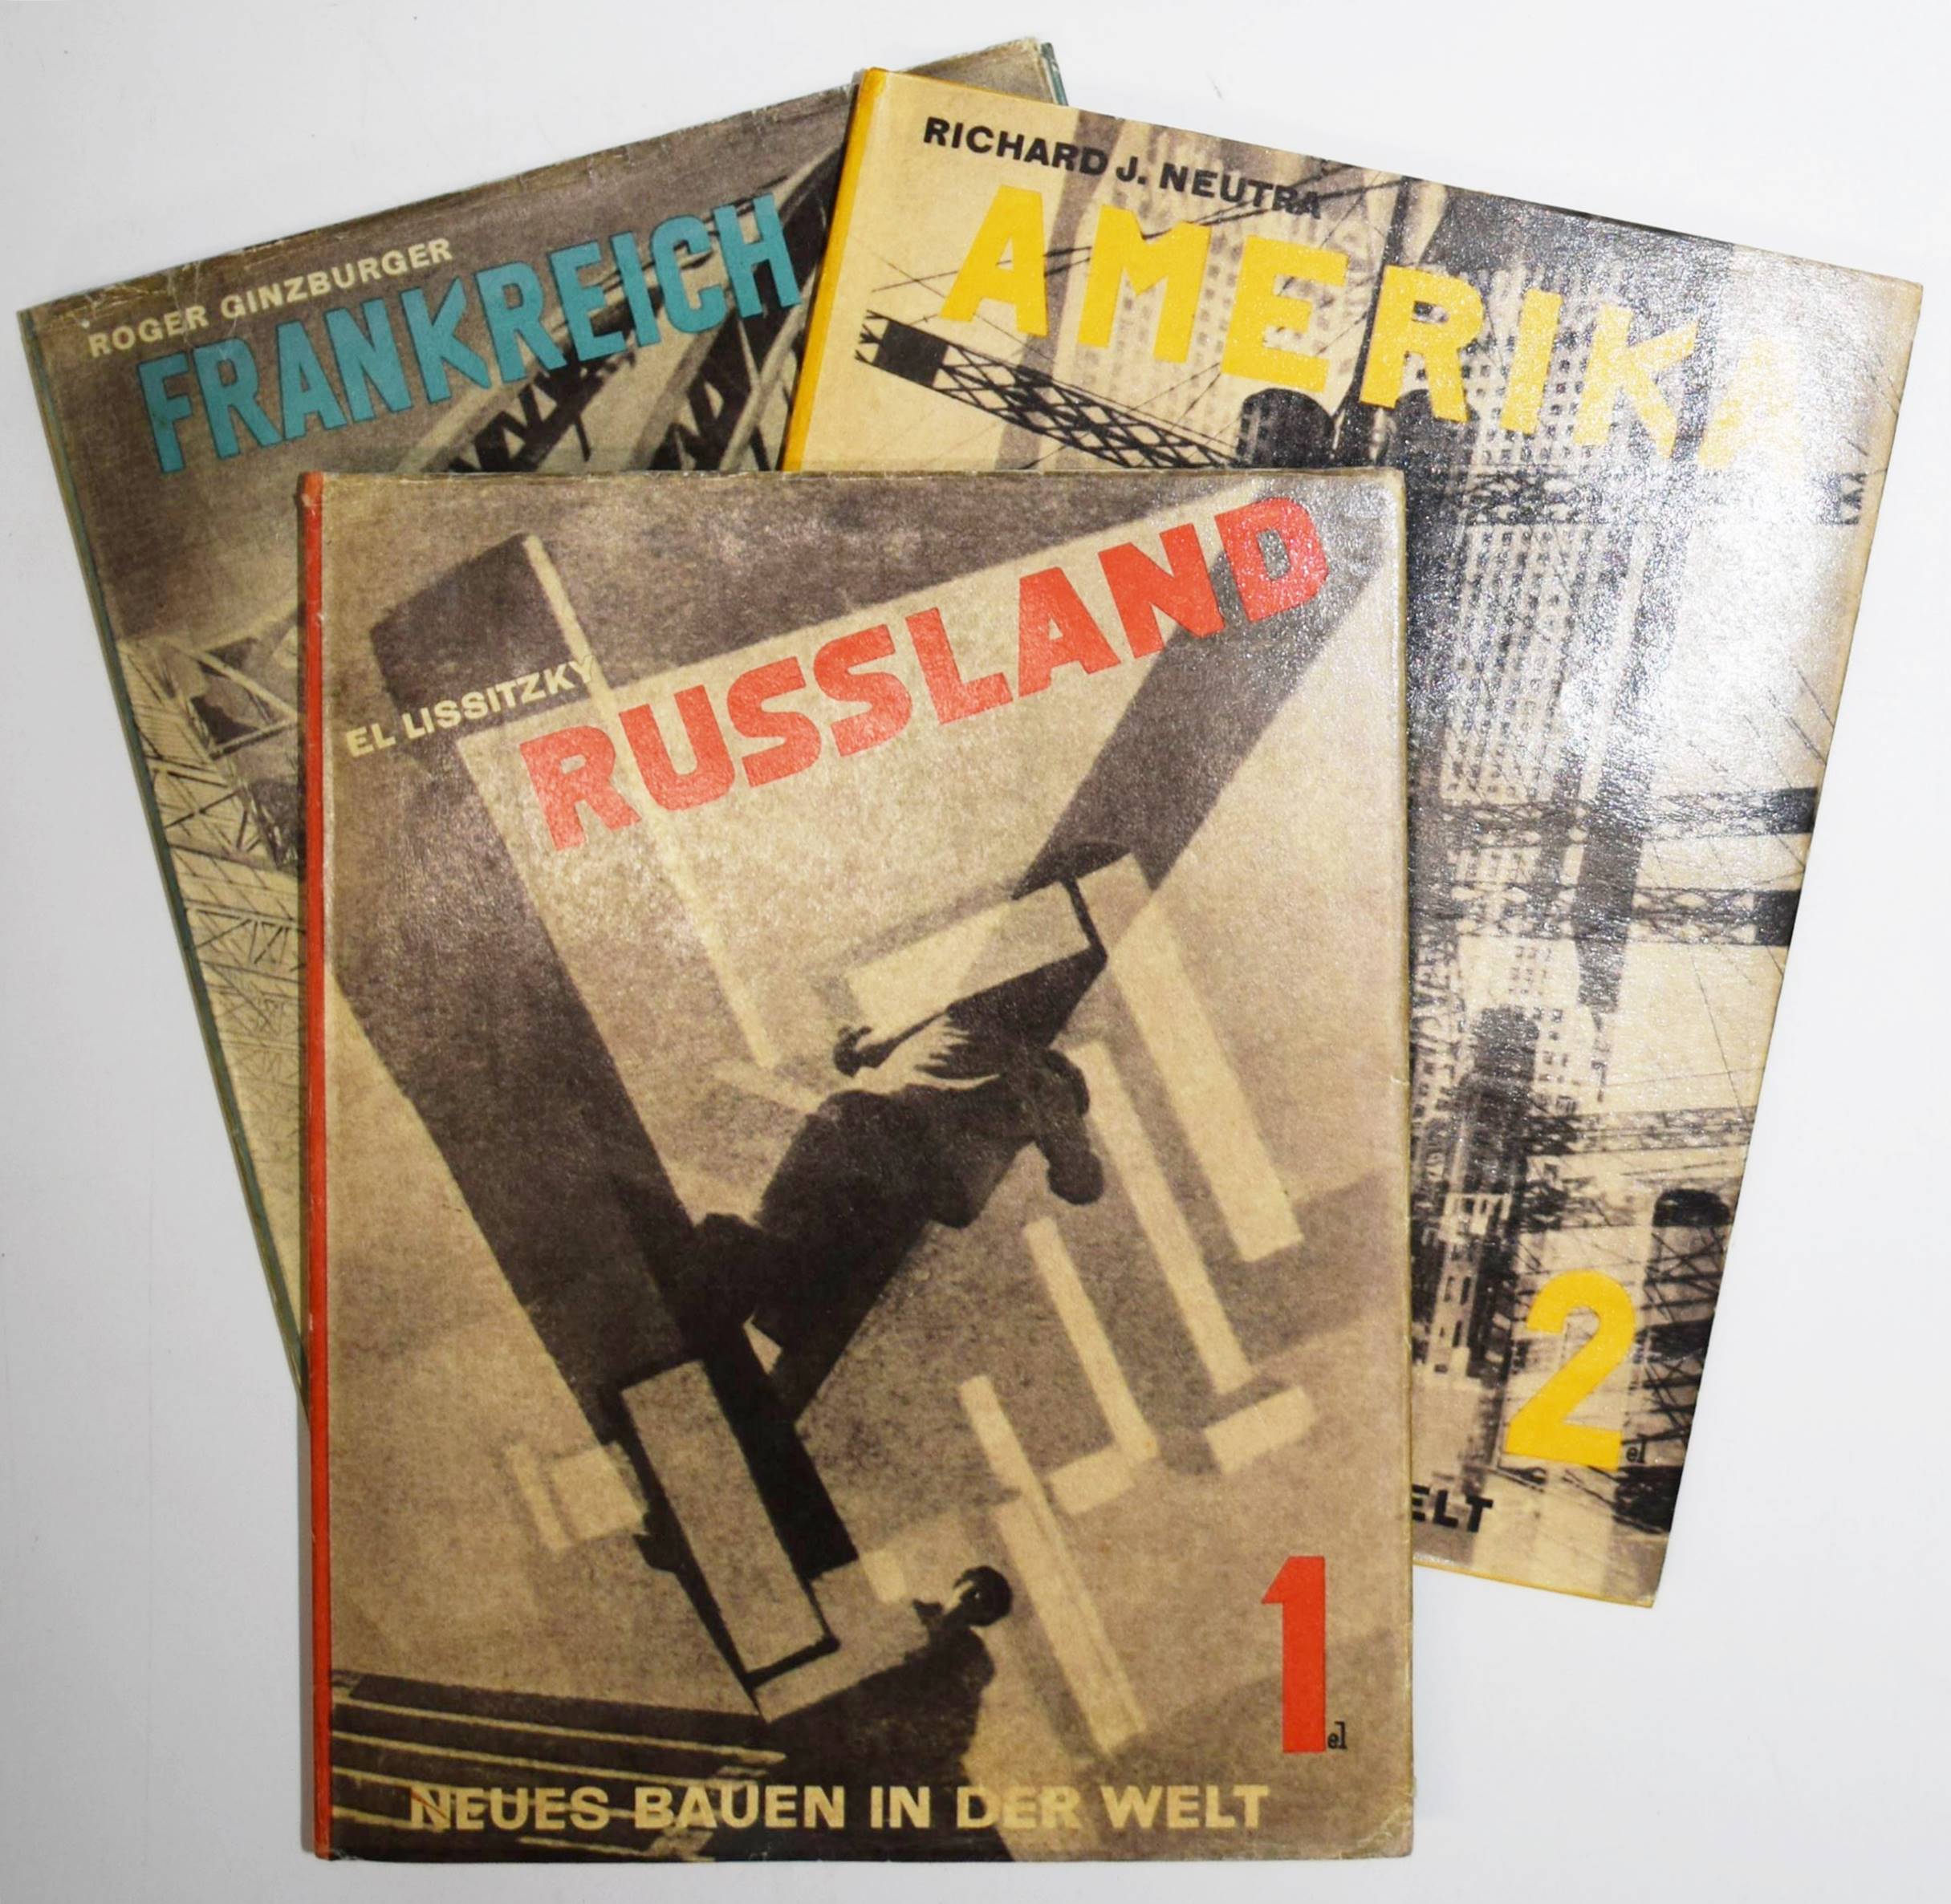 ROGER GINZBURGER
FRANKREICH
RICHARD J. NEUTRA
AMERIKA
2
el
ELT
EL LISSITZKY
RUSSLAND
1
el
NEUES BAUEN IN DER WELT